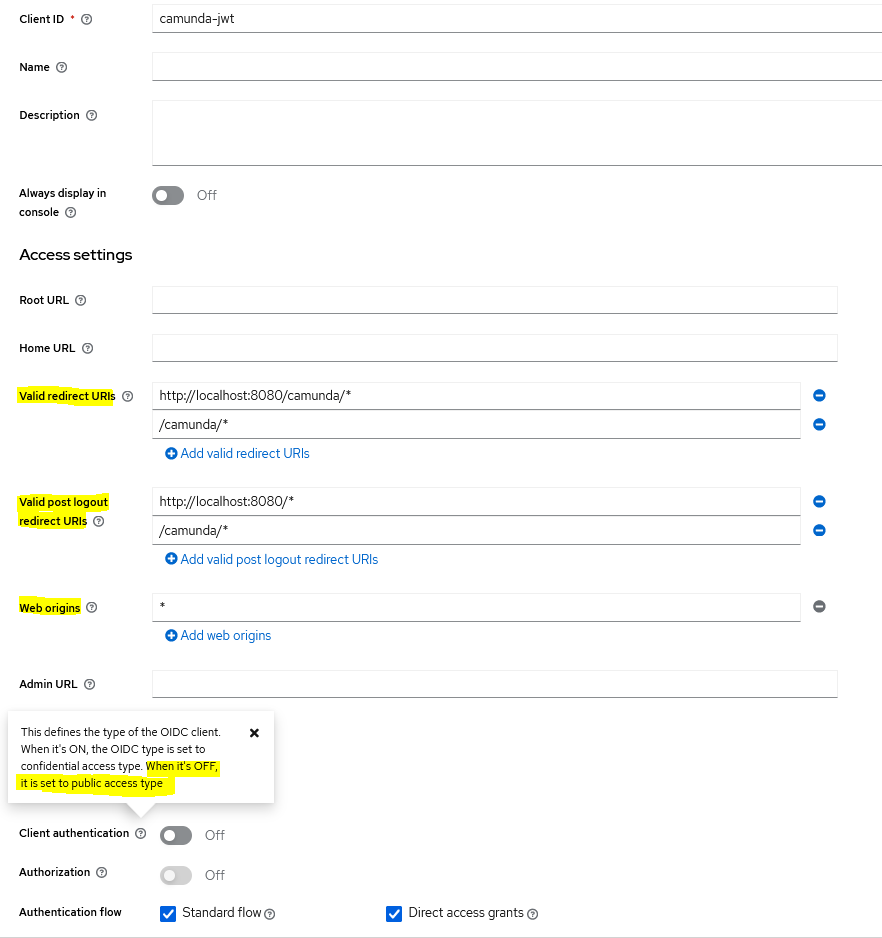 Client ID * camunda-jwt
Name
Description
Always display in
console
Off
Access settings
Root URL
Home URL
Valid redirect URIs
http://localhost:8080/camunda/*
/camunda/*
Add valid redirect URIs
Valid post logout
redirect URIs
http://localhost:8080/*
/camunda/*
Add valid post logout redirect URIs
Web origins
*
Add web origins
Admin URL
This defines the type of the OIDC client.
When it's ON, the OIDC type is set to
confidential access type. When it's OFF,
it is set to public access type
Client authentication Off
Authorization Off
Authentication flow Standard flow Direct access grants